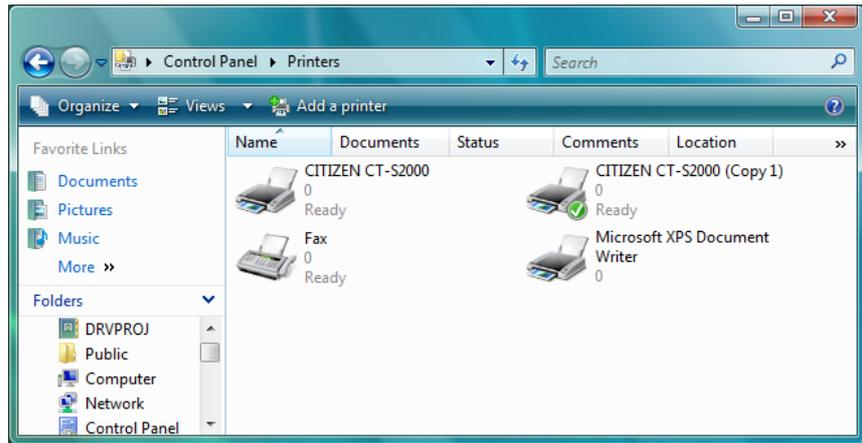 Control Panel Printers
Search
Organize Views Add a printer ?
Favorite Links
Documents
Pictures
Music
More »
Folders
DRVPROJ
Public
Computer
Network
Control Panel
Name Documents Status Comments Location »
CITIZEN CT-S2000
0
Ready
CITIZEN CT-S2000 (Copy 1)
0
Ready
Fax
0
Ready
Microsoft XPS Document
Writer
0